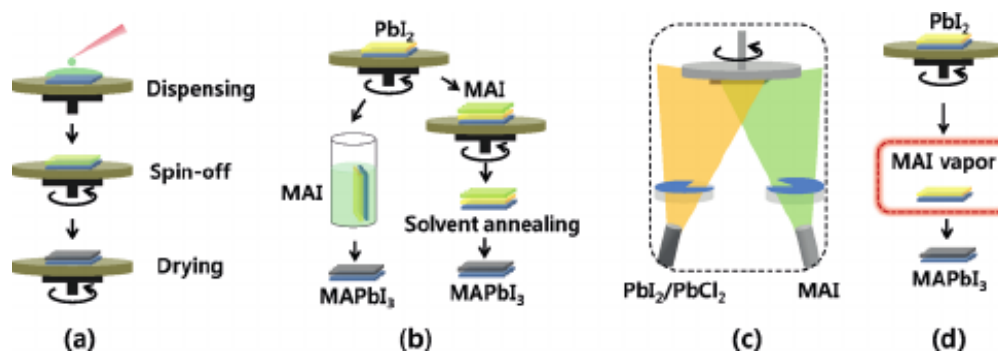 Dispensing
Spin-off
Drying
(a)
PbI₂
MAI
MAI
Solvent annealing
MAPbI₃
MAPbI₃
(b)
PbI₂/PbCl₂
MAI
(c)
PbI₂
MAI vapor
MAPbI₃
(d)